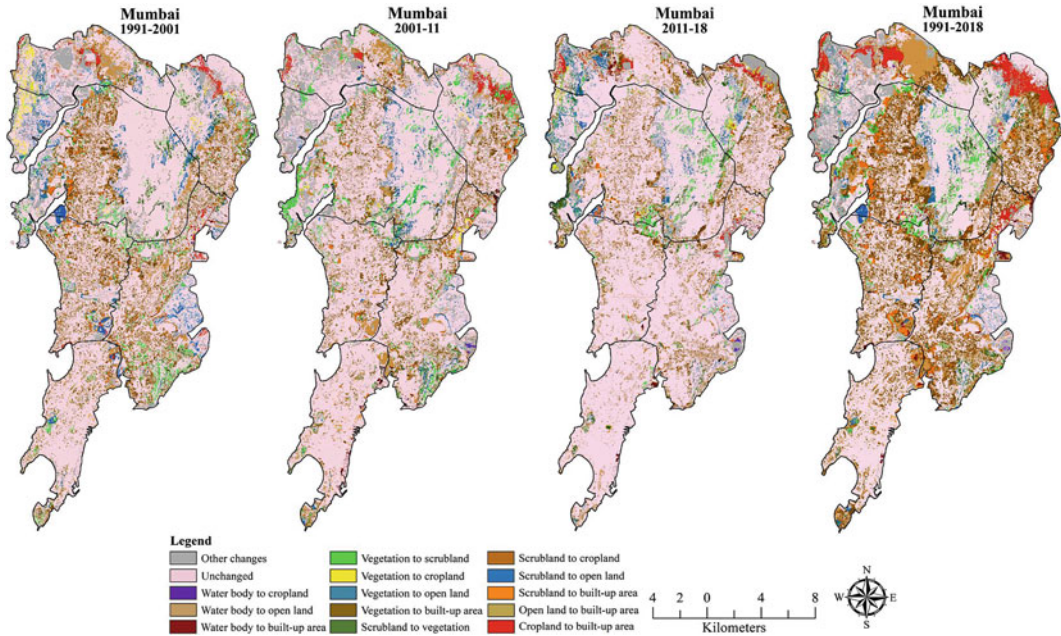 Mumbai
1991-2001
Mumbai
2001-11
Mumbai
2011-18
Mumbai
1991-2018
Legend
Other changes
Unchanged
Water body to cropland
Water body to open land
Water body to built-up area
Vegetation to scrubland
Vegetation to cropland
Vegetation to open land
Vegetation to built-up area
Scrubland to vegetation
Scrubland to cropland
Scrubland to open land
Scrubland to built-up area
Open land to built-up area
Cropland to built-up area
4 2 0 4 8
Kilometers
N
W E
S